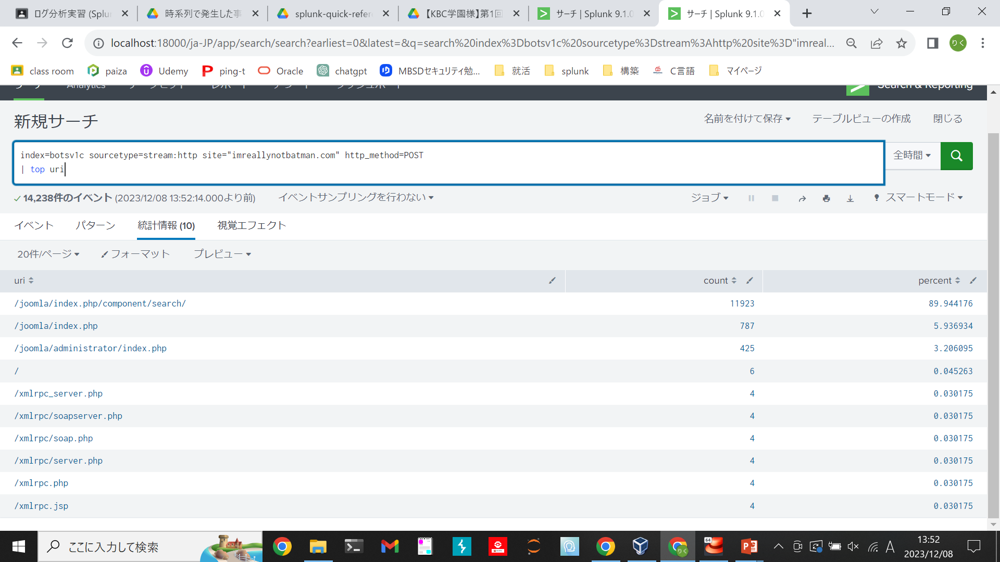 ログ分析実習 (Splu
時系列で発生した事
splunk-quick-refer
【KBC学園様】第1回
サーチ | Splunk 9.1.0
サーチ | Splunk 9.1.0
localhost:18000/ja-JP/app/search/search?earliest=0&latest=&q=search%20index%3Dbotsv1c%20sourcetype%3Dstream%3Ahttp%20site%3D"imreal...
りく
class room
paiza
Udemy
ping-t
Oracle
chatgpt
MBSDセキュリティ勉...
就活
splunk
構築
C言語
マイページ
Analytics
Search & Reporting
新規サーチ
名前を付けて保存
テーブルビューの作成
閉じる
index=botsv1c sourcetype=stream:http site="imreallynotbatman.com" http_method=POST
| top uri
全時間
14,238件のイベント (2023/12/08 13:52:14.000より前)
イベントサンプリングを行わない
ジョブ
スマートモード
イベント
パターン
統計情報 (10)
視覚エフェクト
20件/ページ
フォーマット
プレビュー
uri count percent
/joomla/index.php/component/search/ 11923 89.944176
/joomla/index.php 787 5.936934
/joomla/administrator/index.php 425 3.206095
/ 6 0.045263
/xmlrpc_server.php 4 0.030175
/xmlrpc/soapserver.php 4 0.030175
/xmlrpc/soap.php 4 0.030175
/xmlrpc/server.php 4 0.030175
/xmlrpc.php 4 0.030175
/xmlrpc.jsp 4 0.030175
ここに入力して検索
64
A
13:52
2023/12/08